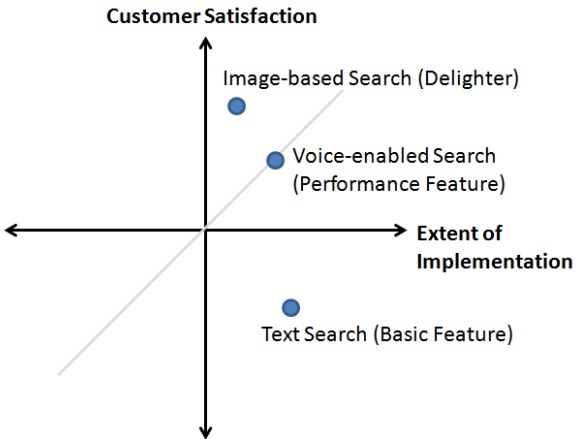 Customer Satisfaction
Image-based Search (Delighter)
Voice-enabled Search
(Performance Feature)
Extent of
Implementation
Text Search (Basic Feature)